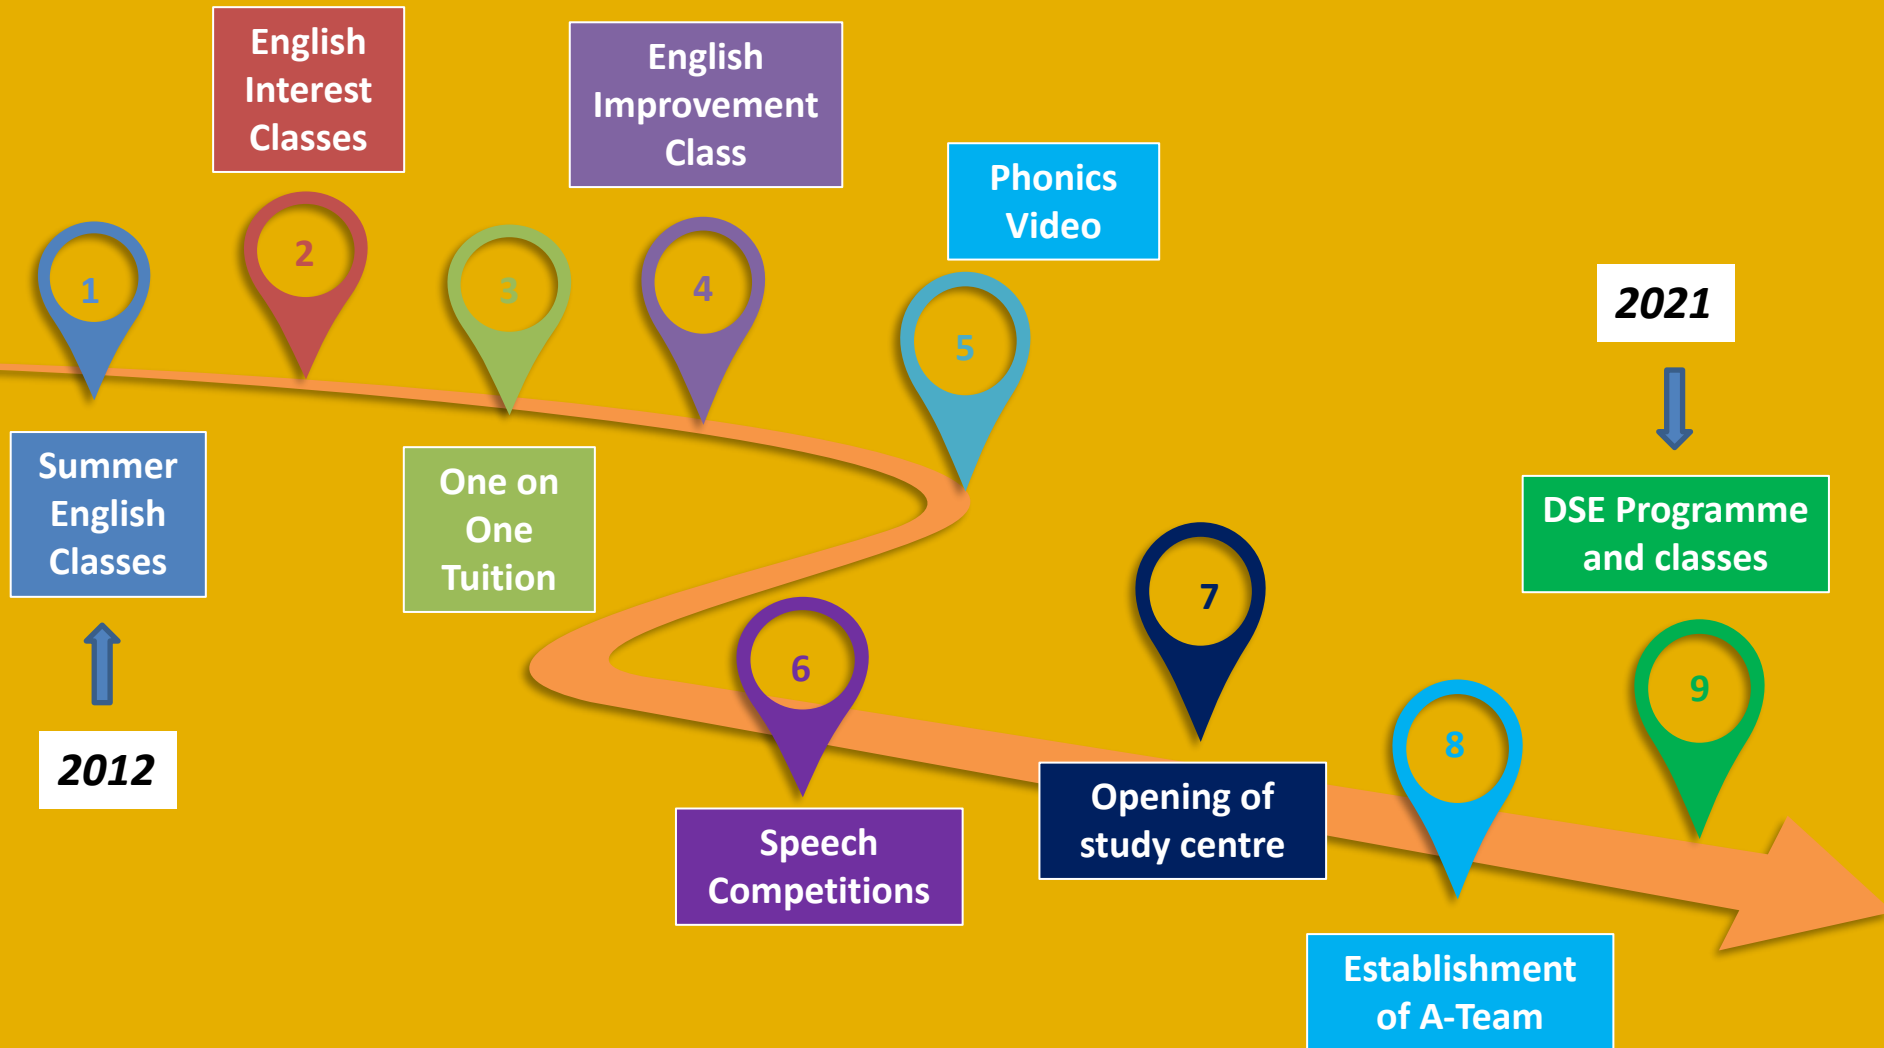 1
Summer
English
Classes
2012
2
English
Interest
Classes
3
One on
One
Tuition
4
English
Improvement
Class
5
Phonics
Video
6
Speech
Competitions
7
Opening of
study centre
8
Establishment
of A-Team
9
2021
DSE Programme
and classes